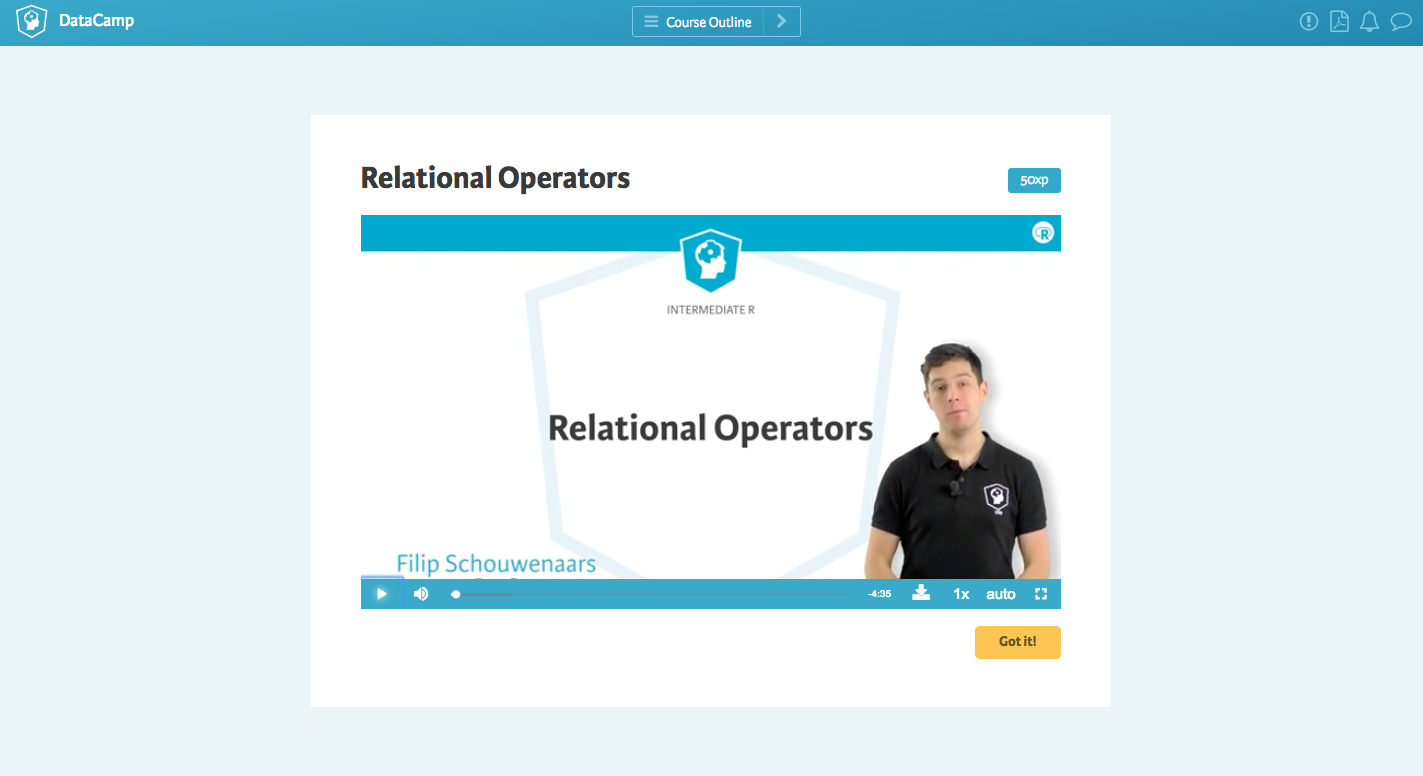 DataCamp
Course Outline
Relational Operators
50xp
R
INTERMEDIATE R
Relational Operators
Filip Schouwenaars
-4:35
1x
auto
Got it!